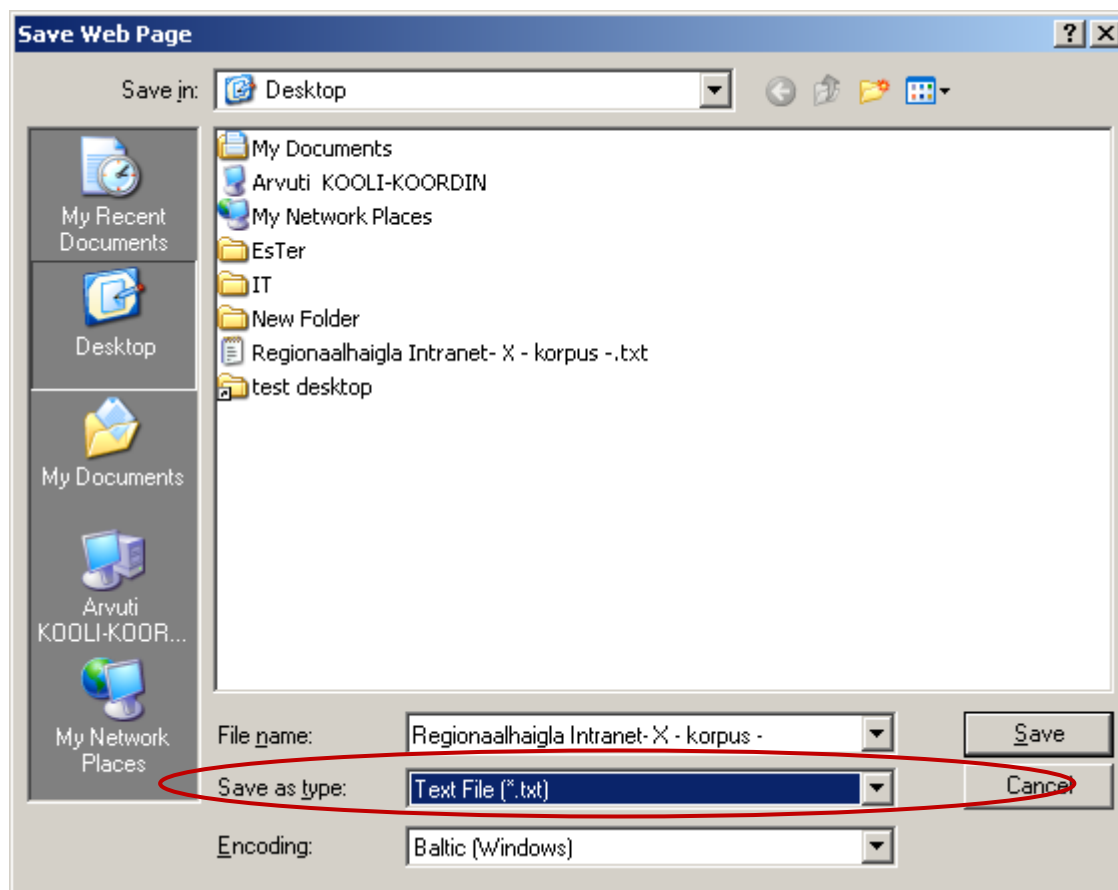 Save Web Page
Save in:
Desktop
My Recent
Documents
Desktop
My Documents
Arvuti
KOOLI-KOOR...
My Network
Places
My Documents
Arvuti KOOLI-KOORDIN
My Network Places
EsTer
IT
New Folder
Regionaalhaigla Intranet- X - korpus -.txt
test desktop
File name:
Regionaalhaigla Intranet- X - korpus -
Save
Save as type:
Text File (*.txt)
Cancel
Encoding:
Baltic (Windows)